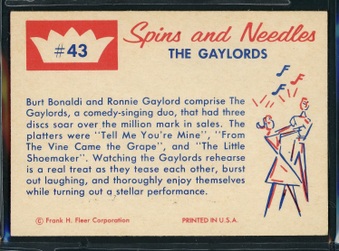 #43
Spins and Needles
THE GAYLORDS
Burt Bonaldi and Ronnie Gaylord comprise The
Gaylords, a comedy-singing duo, that had three
discs soar over the million mark in sales. The
platters were "Tell Me You're Mine", "From
The Vine Came the Grape", and "The Little
Shoemaker". Watching the Gaylords rehearse
is a real treat as they tease each other, burst
out laughing, and thoroughly enjoy themselves
while turning out a stellar performance.
© Frank H. Fleer Corporation
PRINTED IN U.S.A.